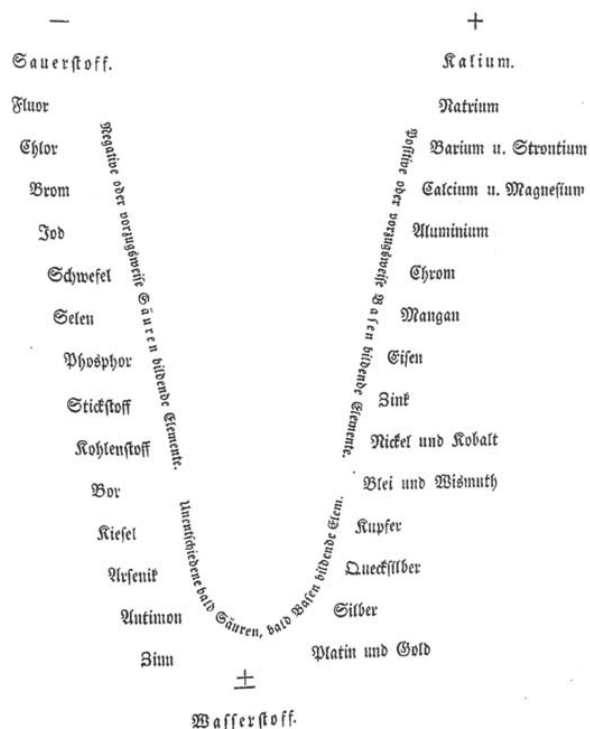 −
Sauerſtoff.
Fluor
Chlor
Brom
Jod
Schwefel
Selen
Phosphor
Stickſtoff
Kohlenſtoff
Bor
Kieſel
Arſenik
Antimon
Zinn
Negative oder vorzugsweiſe Säuren bildende Elemente.
Unentſchiedene bald Säuren, bald Baſen bildende Elem.
Poſitive oder vorzugsweiſe Baſen bildende Elemente.
+
Kalium.
Natrium
Barium u. Strontium
Calcium u. Magneſium
Aluminium
Chrom
Mangan
Eiſen
Zink
Nickel und Kobalt
Blei und Wismuth
Kupfer
Queckſilber
Silber
Platin und Gold
±
Waſſerſtoff.